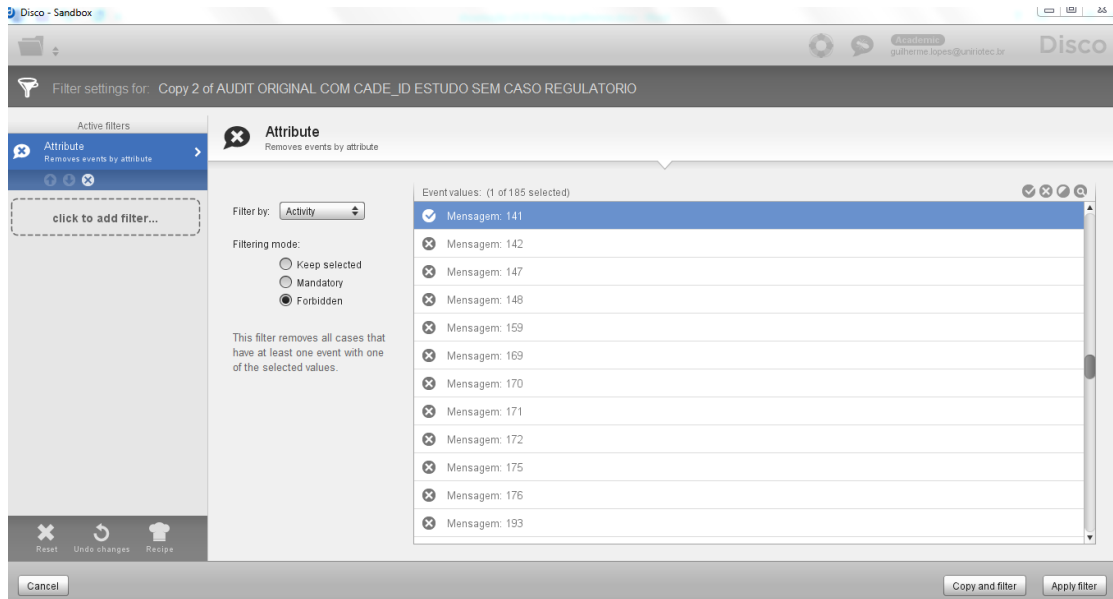 Disco - Sandbox
Academic
guilherme.lopes@uniriotec.br
Disco
Filter settings for: Copy 2 of AUDIT ORIGINAL COM CADE_ID ESTUDO SEM CASO REGULATORIO
Active filters
Attribute
Removes events by attribute
click to add filter...
Attribute
Removes events by attribute
Filter by: Activity
Filtering mode:
Keep selected
Mandatory
Forbidden
This filter removes all cases that
have at least one event with one
of the selected values.
Event values: (1 of 185 selected)
Mensagem: 141
Mensagem: 142
Mensagem: 147
Mensagem: 148
Mensagem: 159
Mensagem: 169
Mensagem: 170
Mensagem: 171
Mensagem: 172
Mensagem: 175
Mensagem: 176
Mensagem: 193
Reset Undo changes Recipe
Cancel Copy and filter Apply filter